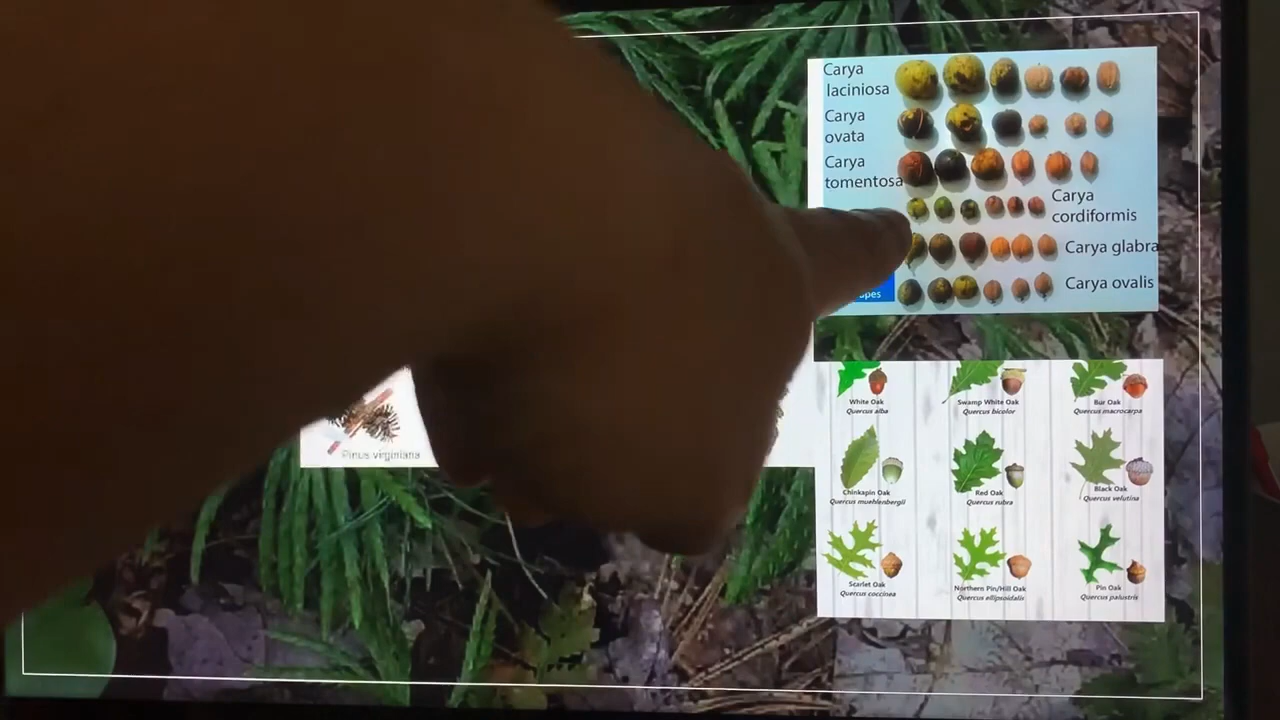 Carya
laciniosa
Carya
ovata
Carya
tomentosa
Carya
cordiformis
Carya glabra
Carya ovalis
Pinus virginiana
White Oak
Quercus alba
Swamp White Oak
Quercus bicolor
Bur Oak
Quercus macrocarpa
Chinkapin Oak
Quercus muehlenbergii
Red Oak
Quercus rubra
Black Oak
Quercus velutina
Scarlet Oak
Quercus coccinea
Northern Pin/Hill Oak
Quercus ellipsoidalis
Pin Oak
Quercus palustris